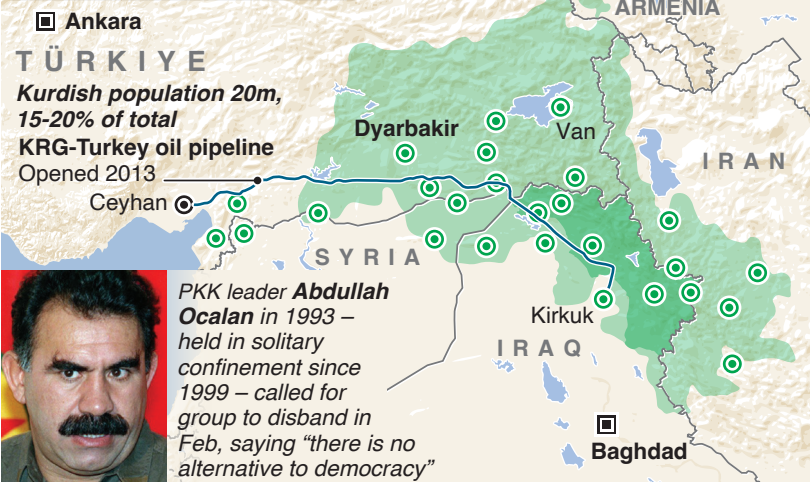 ARMENIA
Ankara
TÜRKIYE
Kurdish population 20m,
15-20% of total
KRG-Turkey oil pipeline
Opened 2013
Ceyhan
Dyarbakir
Van
IRAN
SYRIA
Kirkuk
IRAQ
Baghdad
PKK leader Abdullah
Ocalan in 1993 –
held in solitary
confinement since
1999 – called for
group to disband in
Feb, saying “there is no
alternative to democracy”